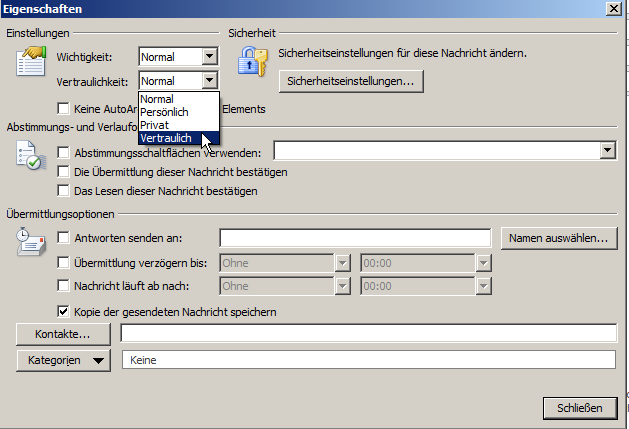 Eigenschaften
Einstellungen
Sicherheit
Wichtigkeit: Normal
Sicherheitseinstellungen für diese Nachricht ändern.
Vertraulichkeit: Normal
Sicherheitseinstellungen...
Normal
Persönlich
Privat
Vertraulich
Keine AutoAr Elements
Abstimmungs- und Verlaufo
Abstimmungsschaltflächen verwenden:
Die Übermittlung dieser Nachricht bestätigen
Das Lesen dieser Nachricht bestätigen
Übermittlungsoptionen
Antworten senden an: Namen auswählen...
Übermittlung verzögern bis: Ohne 00:00
Nachricht läuft ab nach: Ohne 00:00
Kopie der gesendeten Nachricht speichern
Kontakte...
Kategorien Keine
Schließen